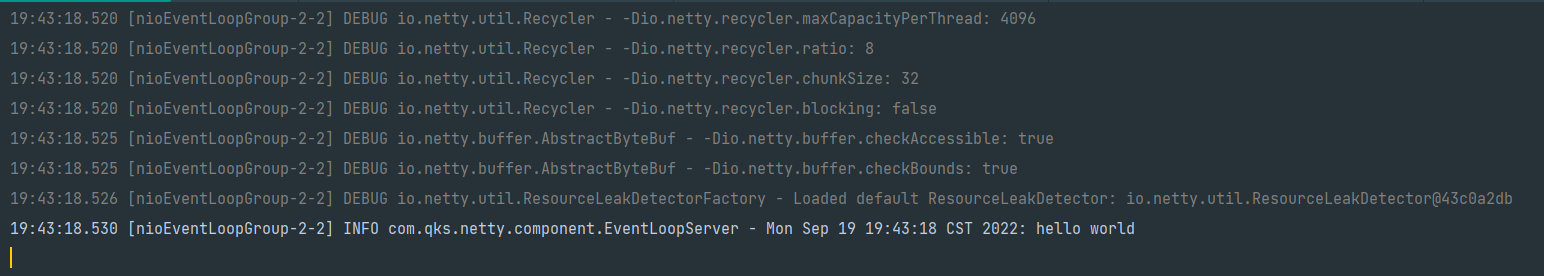 19:43:18.520 [nioEventLoopGroup-2-2] DEBUG io.netty.util.Recycler - -Dio.netty.recycler.maxCapacityPerThread: 4096
19:43:18.520 [nioEventLoopGroup-2-2] DEBUG io.netty.util.Recycler - -Dio.netty.recycler.ratio: 8
19:43:18.520 [nioEventLoopGroup-2-2] DEBUG io.netty.util.Recycler - -Dio.netty.recycler.chunkSize: 32
19:43:18.520 [nioEventLoopGroup-2-2] DEBUG io.netty.util.Recycler - -Dio.netty.recycler.blocking: false
19:43:18.525 [nioEventLoopGroup-2-2] DEBUG io.netty.buffer.AbstractByteBuf - -Dio.netty.buffer.checkAccessible: true
19:43:18.525 [nioEventLoopGroup-2-2] DEBUG io.netty.buffer.AbstractByteBuf - -Dio.netty.buffer.checkBounds: true
19:43:18.526 [nioEventLoopGroup-2-2] DEBUG io.netty.util.ResourceLeakDetectorFactory - Loaded default ResourceLeakDetector: io.netty.util.ResourceLeakDetector@43c0a2db
19:43:18.530 [nioEventLoopGroup-2-2] INFO com.qks.netty.component.EventLoopServer - Mon Sep 19 19:43:18 CST 2022: hello world